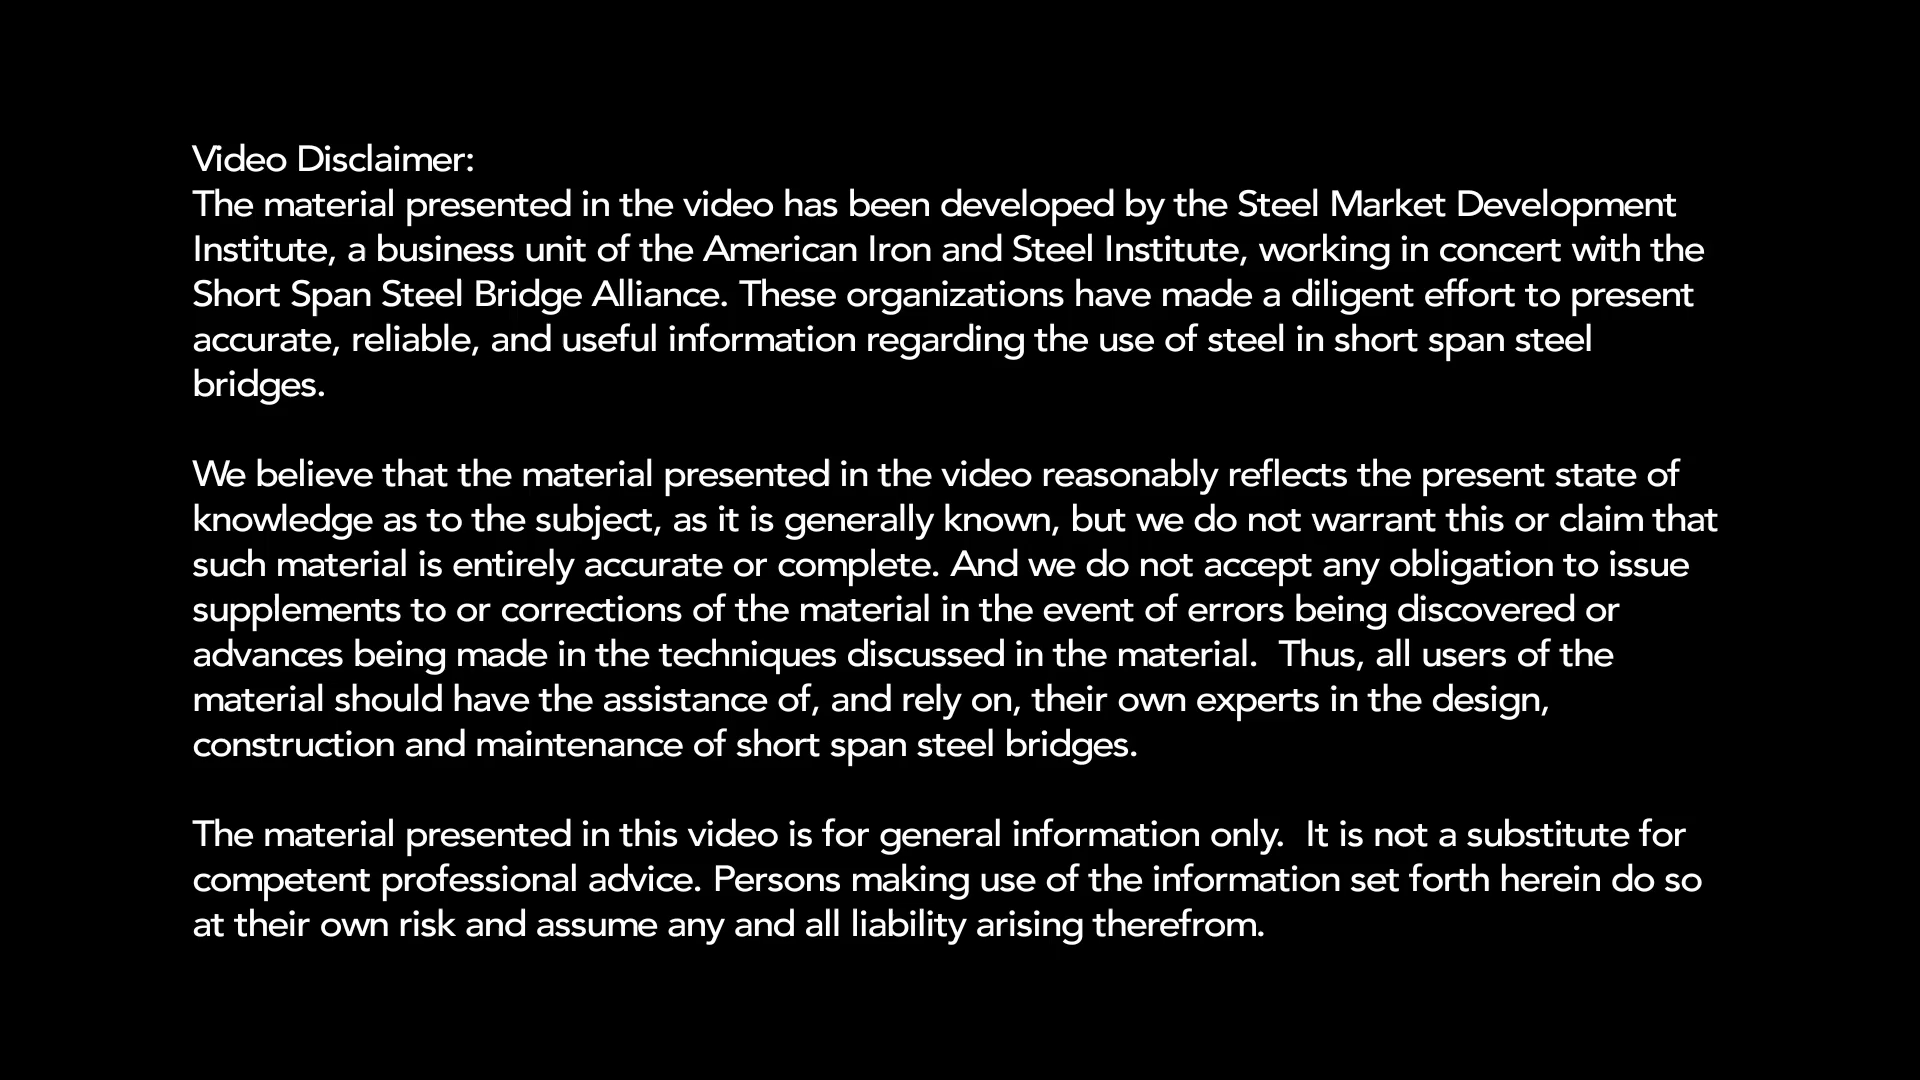 Video Disclaimer:
The material presented in the video has been developed by the Steel Market Development
Institute, a business unit of the American Iron and Steel Institute, working in concert with the
Short Span Steel Bridge Alliance. These organizations have made a diligent effort to present
accurate, reliable, and useful information regarding the use of steel in short span steel
bridges.
We believe that the material presented in the video reasonably reflects the present state of
knowledge as to the subject, as it is generally known, but we do not warrant this or claim that
such material is entirely accurate or complete. And we do not accept any obligation to issue
supplements to or corrections of the material in the event of errors being discovered or
advances being made in the techniques discussed in the material.  Thus, all users of the
material should have the assistance of, and rely on, their own experts in the design,
construction and maintenance of short span steel bridges.
The material presented in this video is for general information only.  It is not a substitute for
competent professional advice. Persons making use of the information set forth herein do so
at their own risk and assume any and all liability arising therefrom.